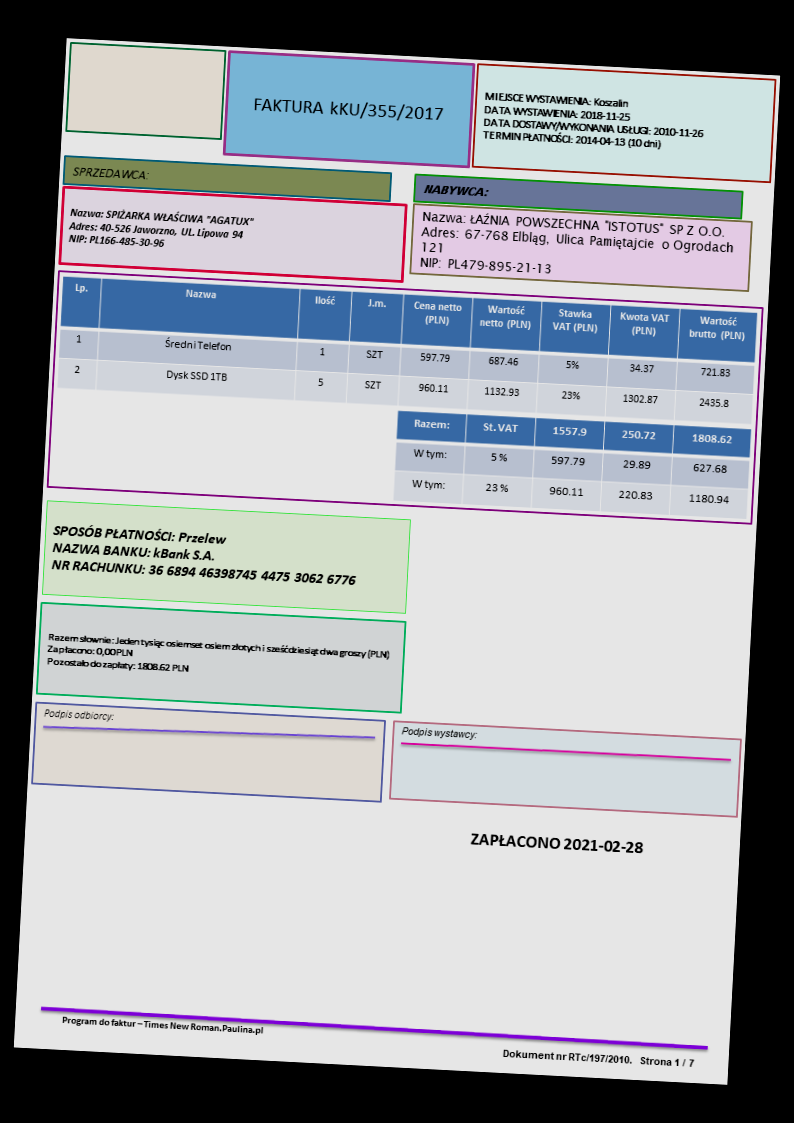 FAKTURA kKU/355/2017
MIEJSCE WYSTAWIENIA: Koszalin
DATA WYSTAWIENIA: 2018-11-25
DATA DOSTAWY/WYKONANIA USŁUGI: 2010-11-26
TERMIN PŁATNOŚCI: 2014-04-13 (10 dni)
SPRZEDAWCA:
Nazwa: SPIŻARKA WŁAŚCIWA "AGATUX"
Adres: 40-526 Jaworzno, UL. Lipowa 94
NIP: PL166-485-30-96
NABYWCA:
Nazwa: ŁAŹNIA POWSZECHNA "ISTOTUS" SP Z O.O.
Adres: 67-768 Elbląg, Ulica Pamiętajcie o Ogrodach
121
NIP: PL479-895-21-13
Lp. Nazwa Ilość J.m. Cena netto (PLN) Wartość netto (PLN) Stawka VAT (PLN) Kwota VAT (PLN) Wartość brutto (PLN)
1 Średni Telefon 1 SZT 597.79 687.46 5% 34.37 721.83
2 Dysk SSD 1TB 5 SZT 960.11 1132.93 23% 1302.87 2435.8
Razem: St. VAT 1557.9 250.72 1808.62
W tym: 5 % 597.79 29.89 627.68
W tym: 23 % 960.11 220.83 1180.94
SPOSÓB PŁATNOŚCI: Przelew
NAZWA BANKU: kBank S.A.
NR RACHUNKU: 36 6894 46398745 4475 3062 6776
Razem słownie: Jeden tysiąc osiemset osiem złotych i sześćdziesiąt dwa groszy (PLN)
Zapłacono: 0,00 PLN
Pozostało do zapłaty: 1808.62 PLN
Podpis odbiorcy:
Podpis wystawcy:
ZAPŁACONO 2021-02-28
Program do faktur – Times New Roman.Paulina.pl
Dokument nr RTc/197/2010. Strona 1 / 7